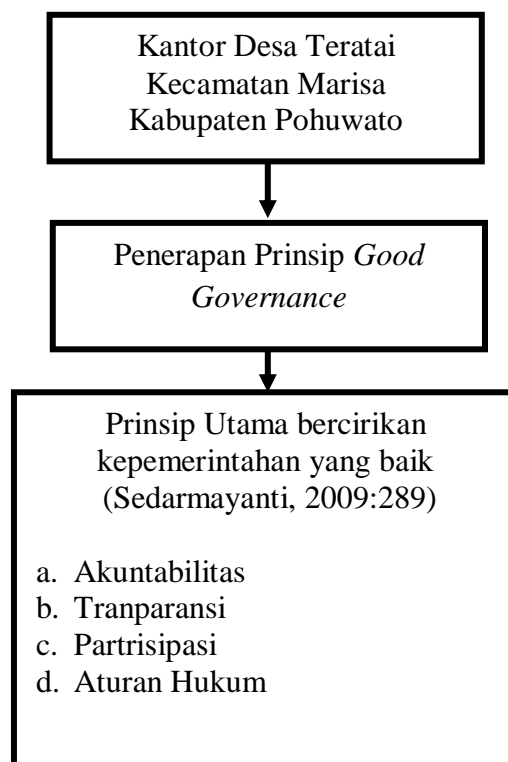 Kantor Desa Teratai
Kecamatan Marisa
Kabupaten Pohuwato
Penerapan Prinsip Good
Governance
Prinsip Utama bercirikan
kepemerintahan yang baik
(Sedarmayanti, 2009:289)
a. Akuntabilitas
b. Tranparansi
c. Partrisipasi
d. Aturan Hukum